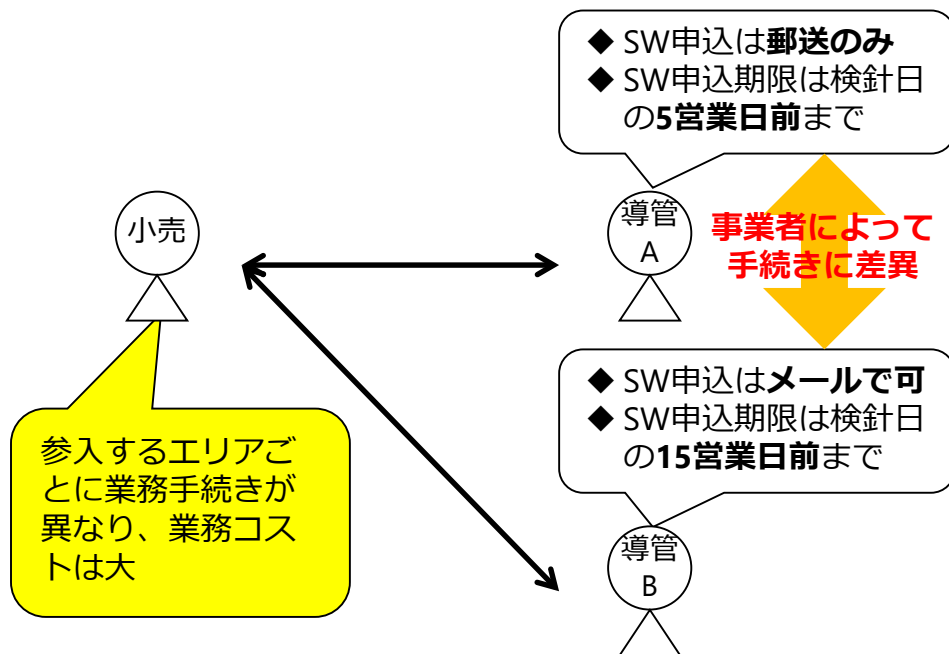 ◆ SW申込は郵送のみ
◆ SW申込期限は検針日
の5営業日前まで
小売
導管
A
事業者によって
手続きに差異
◆ SW申込はメールで可
◆ SW申込期限は検針日
の15営業日前まで
参入するエリアご
とに業務手続きが
異なり、業務コス
トは大
導管
B